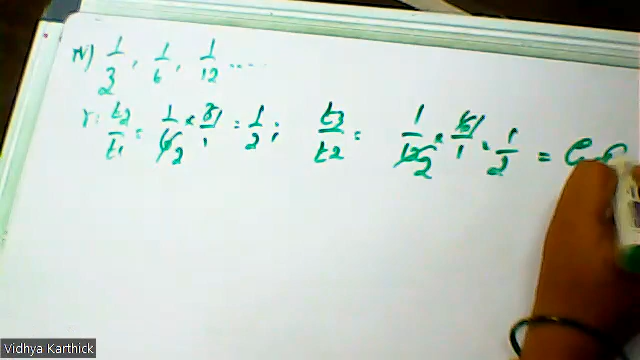 iv) 1/3, 1/6, 1/12 ....
r = t2/t1 = 1/6 × 3/1 = 1/2 ; t3/t2 = 1/12 × 6/1 = 1/2 =
Vidhya Karthick